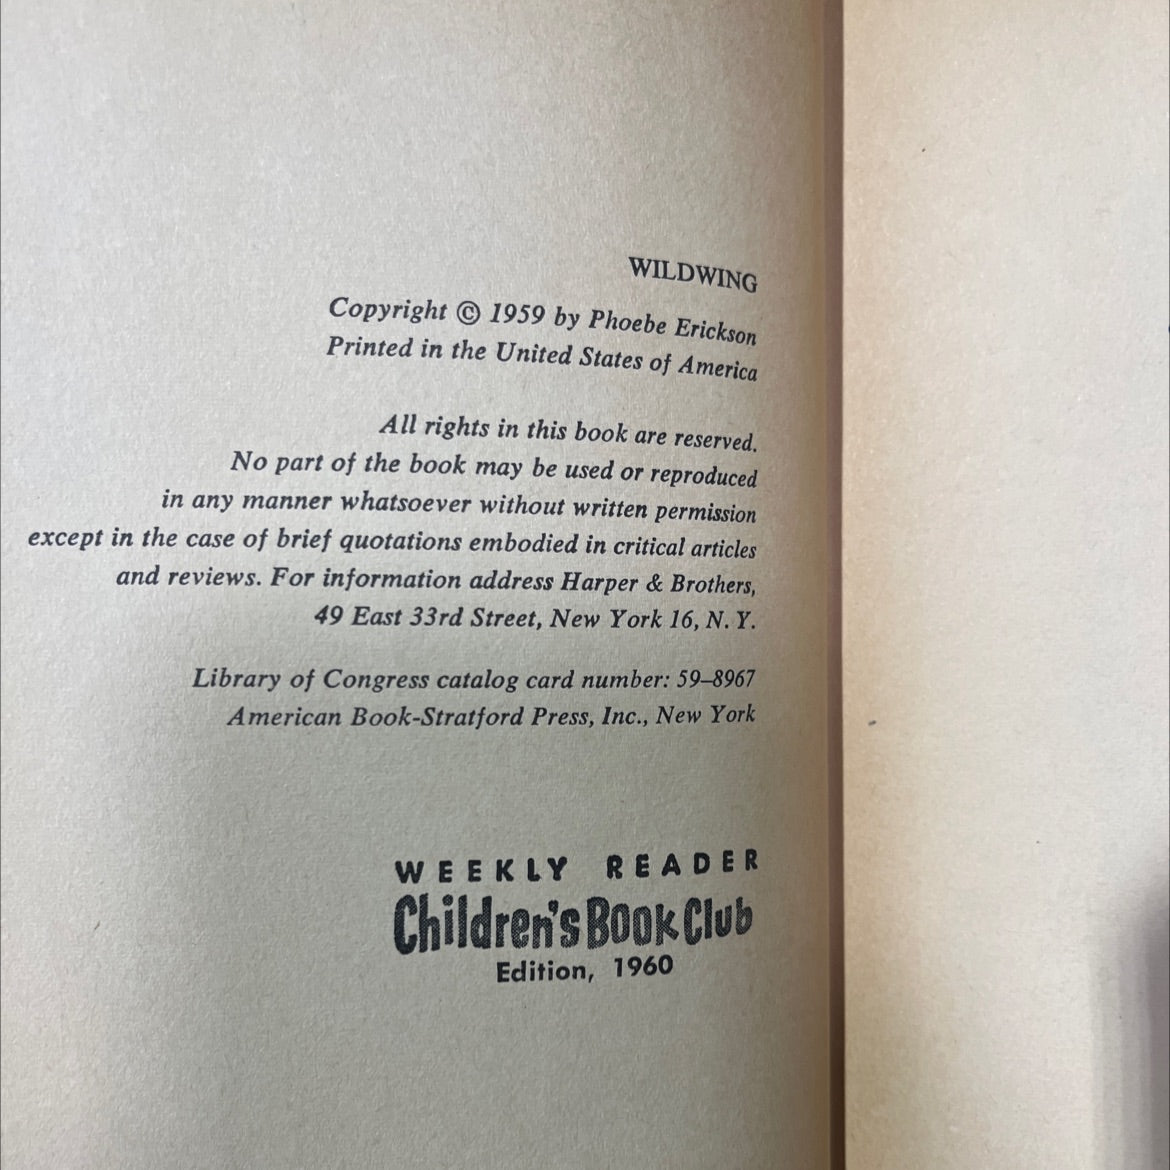 WILDWING
Copyright © 1959 by Phoebe Erickson
Printed in the United States of America
All rights in this book are reserved.
No part of the book may be used or reproduced
in any manner whatsoever without written permission
except in the case of brief quotations embodied in critical articles
and reviews. For information address Harper & Brothers,
49 East 33rd Street, New York 16, N. Y.
Library of Congress catalog card number: 59–8967
American Book-Stratford Press, Inc., New York
WEEKLY READER
Children's Book Club
Edition, 1960